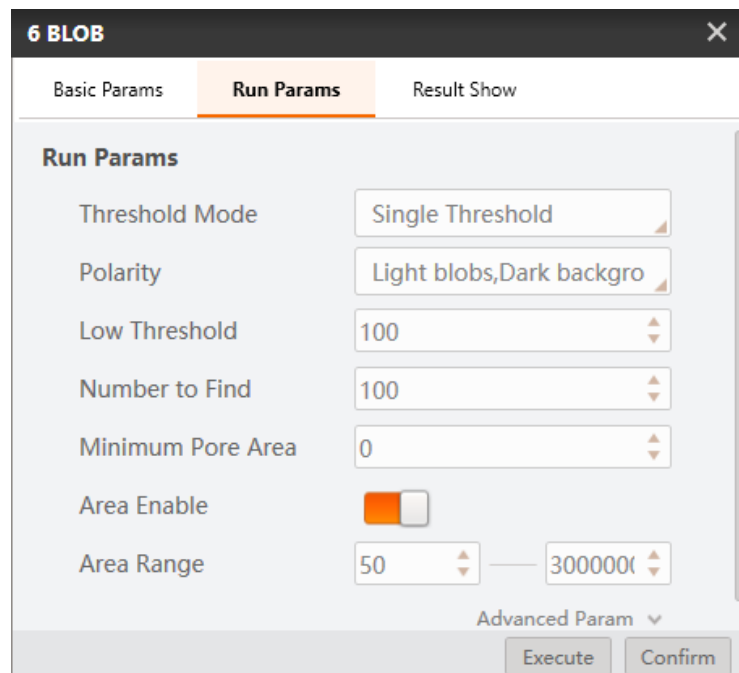 6 BLOB
Basic Params Run Params Result Show
Run Params
Threshold Mode Single Threshold
Polarity Light blobs,Dark backgro
Low Threshold 100
Number to Find 100
Minimum Pore Area 0
Area Enable
Area Range 50 3000000
Advanced Param
Execute Confirm